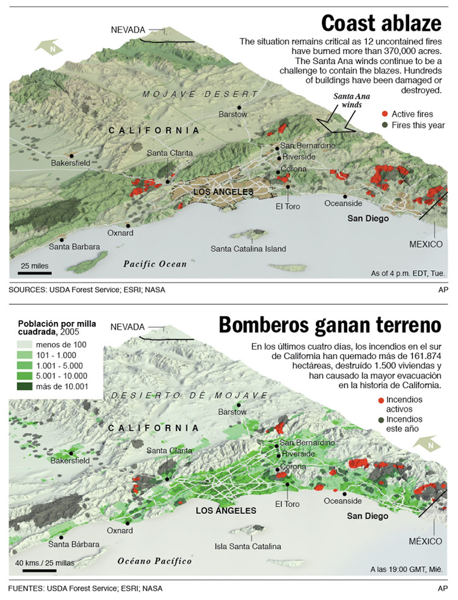 Coast ablaze
The situation remains critical as 12 uncontained fires
have burned more than 370,000 acres.
The Santa Ana winds continue to be a
challenge to contain the blazes. Hundreds
of buildings have been damaged or
destroyed.
NEVADA
N
Santa Ana
winds
Active fires
Fires this year
MOJAVE DESERT
Barstow
CALIFORNIA
Bakersfield
Santa Clarita
San Bernardino
Riverside
Corona
LOS ANGELES
El Toro
Oceanside
San Diego
Oxnard
Santa Barbara
Santa Catalina Island
MEXICO
Pacific Ocean
25 miles
As of 4 p.m. EDT, Tue.
SOURCES: USDA Forest Service; ESRI; NASA
AP
Bomberos ganan terreno
En los últimos cuatro días, los incendios en el sur
de California han quemado más de 161.874
hectáreas, destruido 1.500 viviendas y
han causado la mayor evacuación
en la historia de California.
Población por milla
cuadrada, 2005
menos de 100
101 - 1.000
1.001 - 5.000
5.001 - 10.000
más de 10.001
NEVADA
Incendios
activos
Incendios
este año
N
DESIERTO DE MOJAVE
Barstow
CALIFORNIA
Bakersfield
Santa Clarita
San Bernardino
Riverside
Corona
LOS ANGELES
El Toro
Oceanside
San Diego
Oxnard
Santa Bárbara
Isla Santa Catalina
MÉXICO
Océano Pacífico
40 kms./ 25 millas
A las 19:00 GMT, Mié.
FUENTES: USDA Forest Service; ESRI; NASA
AP